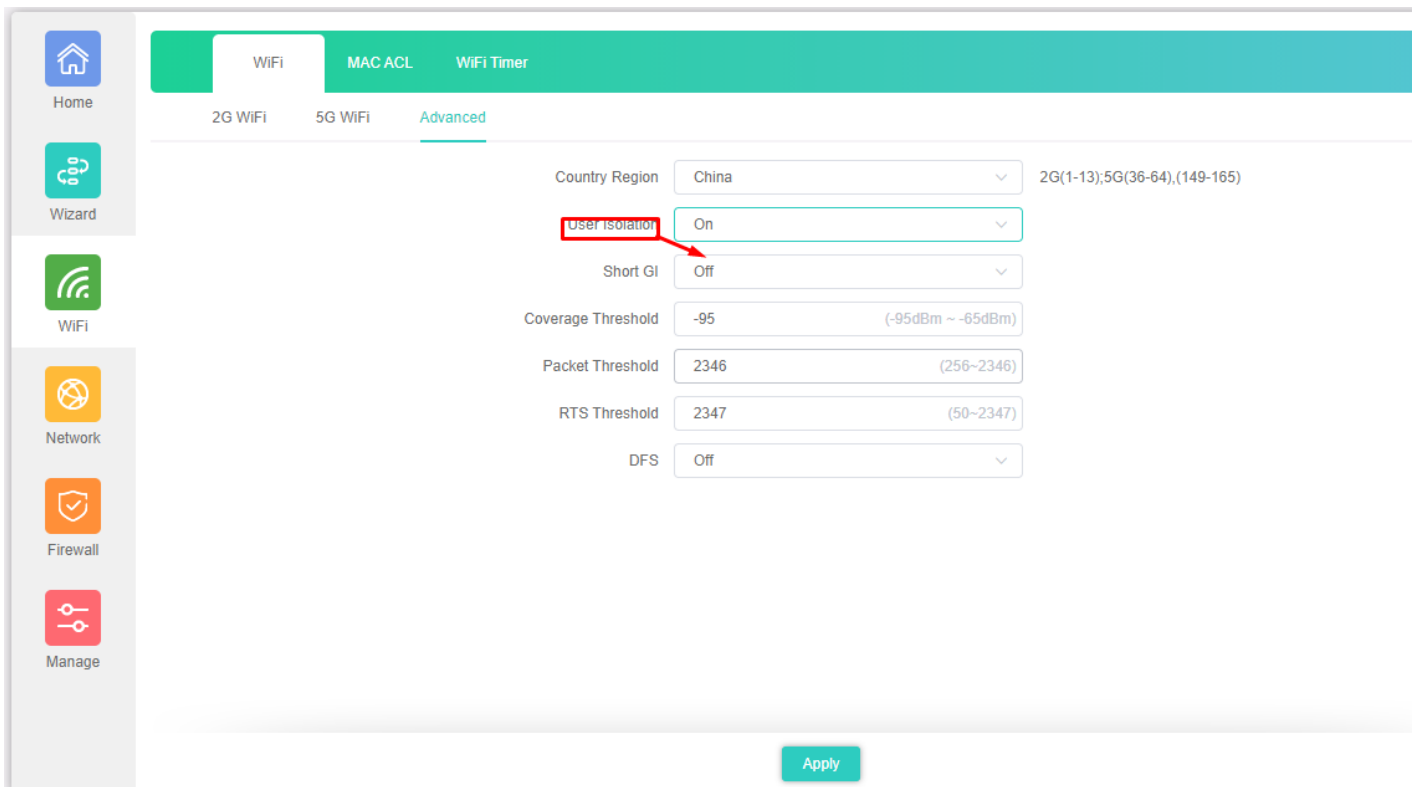 Home
Wizard
WiFi
Network
Firewall
Manage
WiFi MAC ACL WiFi Timer
2G WiFi 5G WiFi Advanced
Country Region China 2G(1-13);5G(36-64),(149-165)
User Isolation On
Short GI Off
Coverage Threshold -95 (-95dBm ~ -65dBm)
Packet Threshold 2346 (256~2346)
RTS Threshold 2347 (50~2347)
DFS Off
Apply